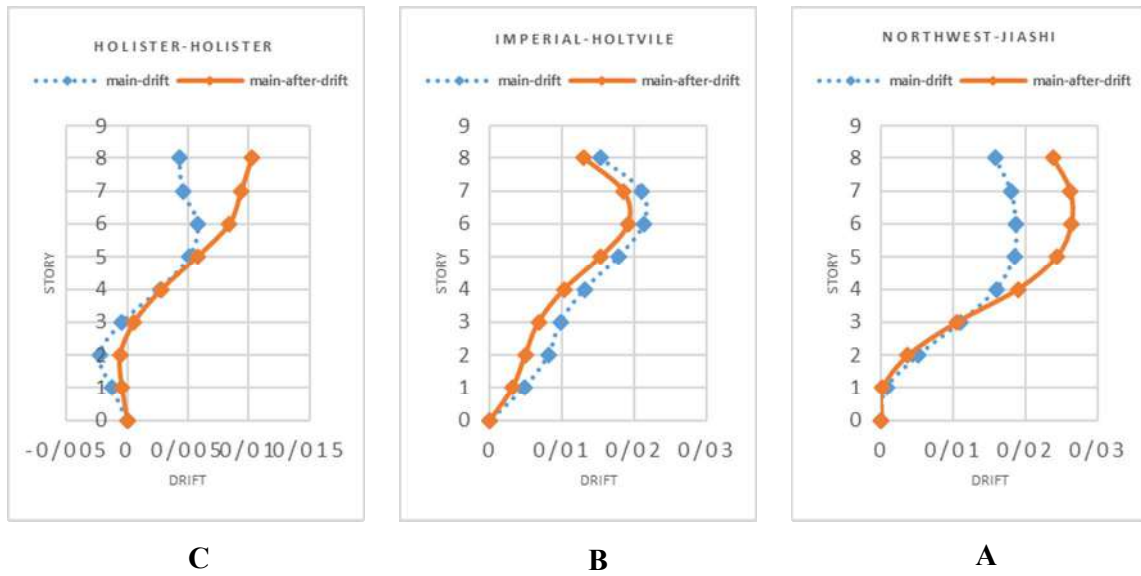 HOLISTER-HOLISTER
main-drift main-after-drift
9
8
7
6
5
4
3
2
1
0
STORY
-0/005 0 0/005 0/01 0/015
DRIFT
C
IMPERIAL-HOLTVILE
main-drift main-after-drift
9
8
7
6
5
4
3
2
1
0
STORY
0 0/01 0/02 0/03
DRIFT
B
NORTHWEST-JIASHI
main-drift main-after-drift
9
8
7
6
5
4
3
2
1
0
STORY
0 0/01 0/02 0/03
DRIFT
A